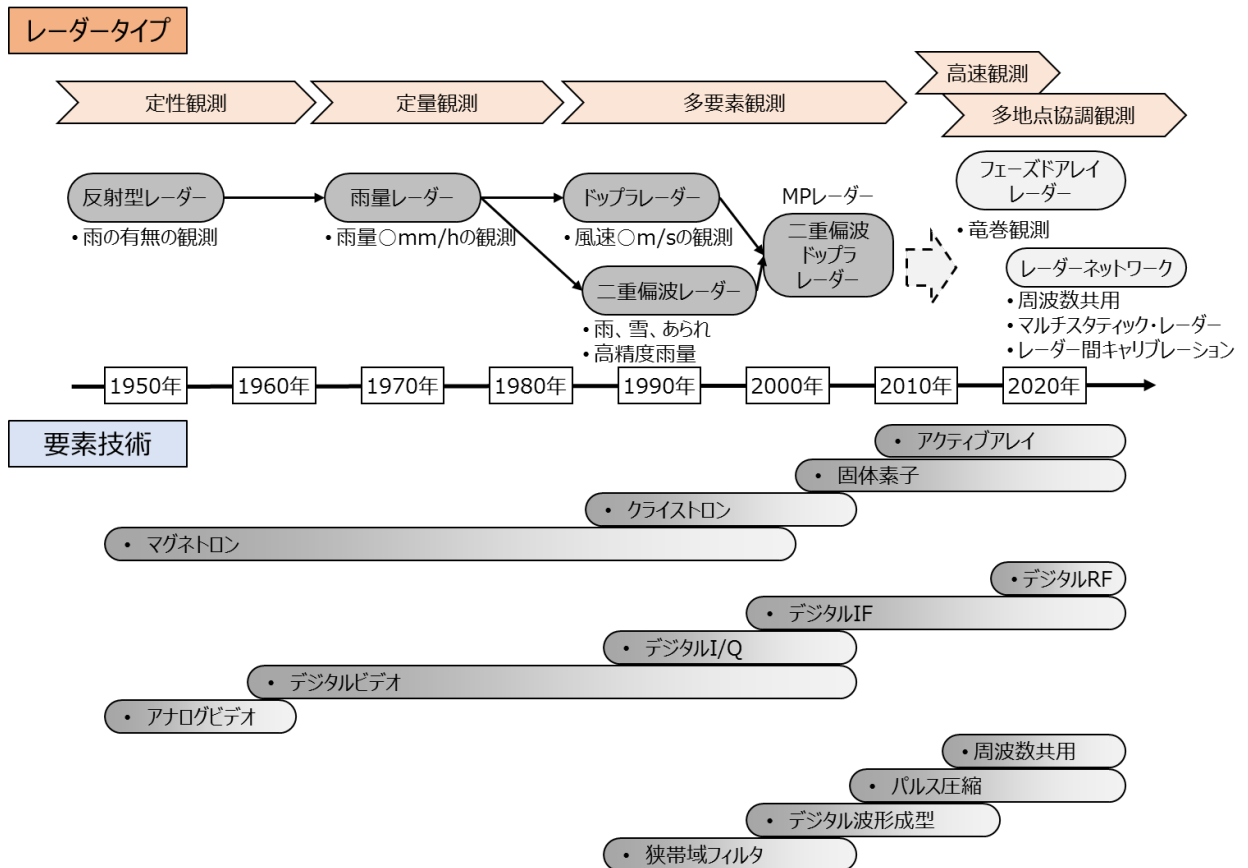 レーダータイプ
高速観測
定性観測
定量観測
多要素観測
多地点協調観測
フェーズドアレイ
レーダー
反射型レーダー
雨量レーダー
ドップラレーダー
MPレーダー
二重偏波
ドップラ
レーダー
•雨の有無の観測
•雨量○mm/hの観測
•風速○m/sの観測
•竜巻観測
二重偏波レーダー
レーダーネットワーク
•雨、雪、あられ
•高精度雨量
•周波数共用
•マルチスタティック・レーダー
•レーダー間キャリブレーション
1950年
1960年
1970年
1980年
1990年
2000年
2010年
2020年
要素技術
• アクティブアレイ
• 固体素子
• クライストロン
• マグネトロン
•デジタルRF
• デジタルIF
• デジタルI/Q
• デジタルビデオ
• アナログビデオ
•周波数共用
• パルス圧縮
• デジタル波形成型
• 狭帯域フィルタ